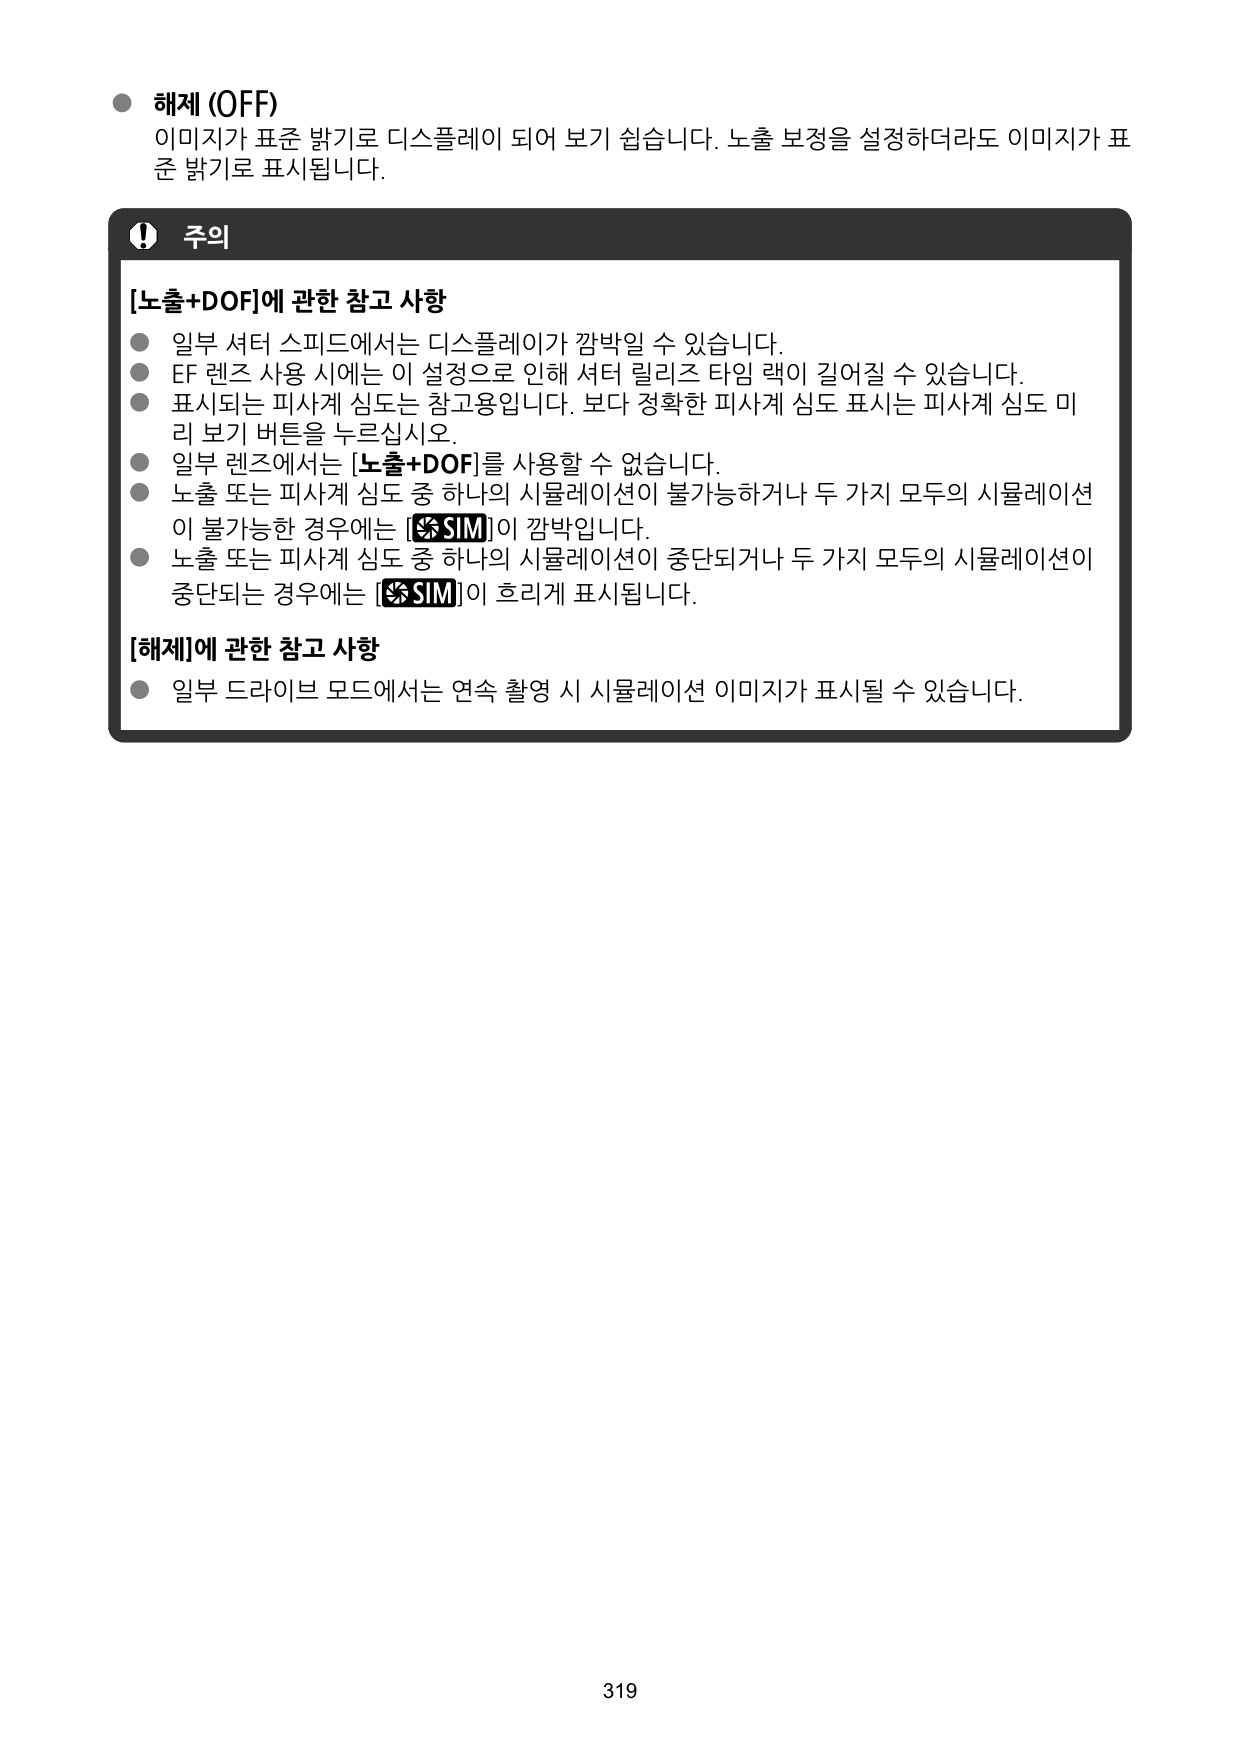 ● 해제 (OFF)
이미지가 표준 밝기로 디스플레이 되어 보기 쉽습니다. 노출 보정을 설정하더라도 이미지가 표
준 밝기로 표시됩니다.
주의
[노출+DOF]에 관한 참고 사항
● 일부 셔터 스피드에서는 디스플레이가 깜박일 수 있습니다.
● EF 렌즈 사용 시에는 이 설정으로 인해 셔터 릴리즈 타임 랙이 길어질 수 있습니다.
● 표시되는 피사계 심도는 참고용입니다. 보다 정확한 피사계 심도 표시는 피사계 심도 미
리 보기 버튼을 누르십시오.
● 일부 렌즈에서는 [노출+DOF]를 사용할 수 없습니다.
● 노출 또는 피사계 심도 중 하나의 시뮬레이션이 불가능하거나 두 가지 모두의 시뮬레이션
이 불가능한 경우에는 [SIM]이 깜박입니다.
● 노출 또는 피사계 심도 중 하나의 시뮬레이션이 중단되거나 두 가지 모두의 시뮬레이션이
중단되는 경우에는 [SIM]이 흐리게 표시됩니다.
[해제]에 관한 참고 사항
● 일부 드라이브 모드에서는 연속 촬영 시 시뮬레이션 이미지가 표시될 수 있습니다.
319